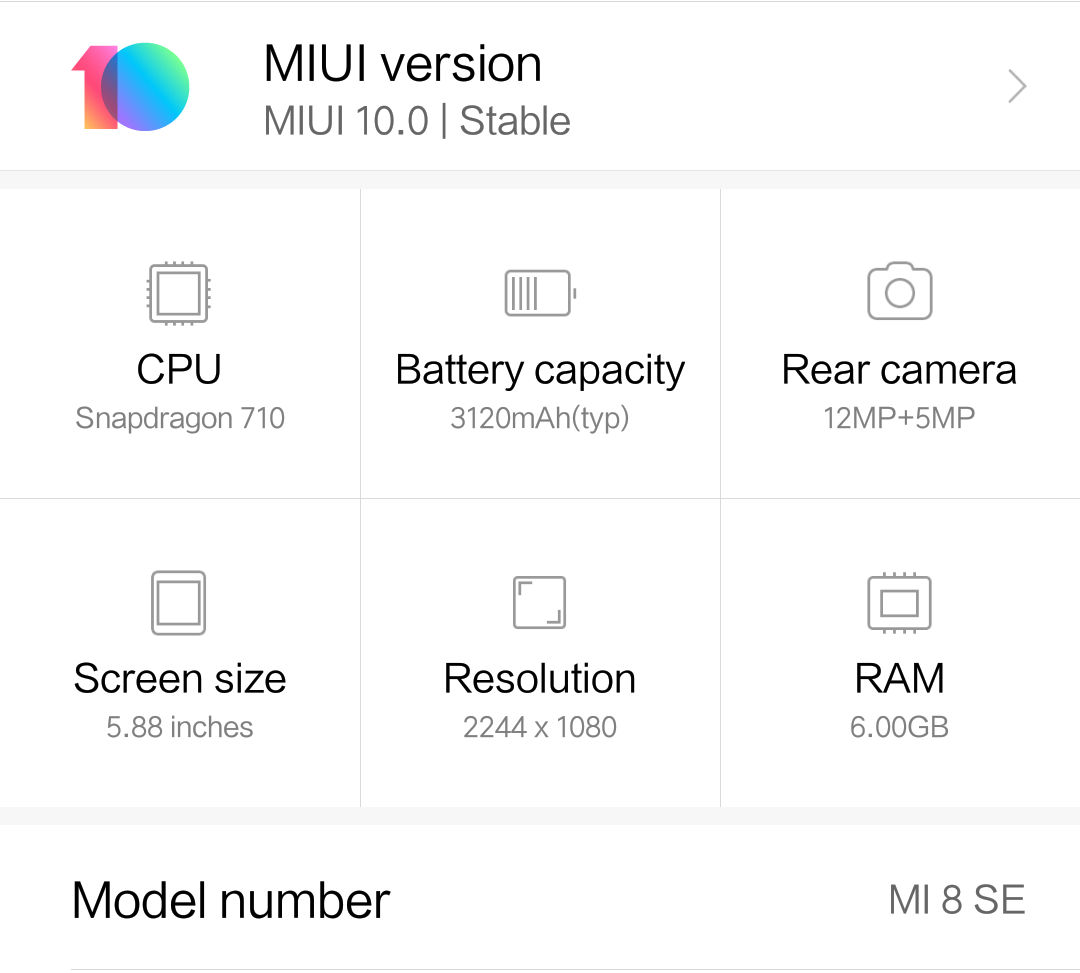 10
MIUI version
MIUI 10.0 | Stable
CPU
Snapdragon 710
Battery capacity
3120mAh(typ)
Rear camera
12MP+5MP
Screen size
5.88 inches
Resolution
2244 x 1080
RAM
6.00GB
Model number
MI 8 SE